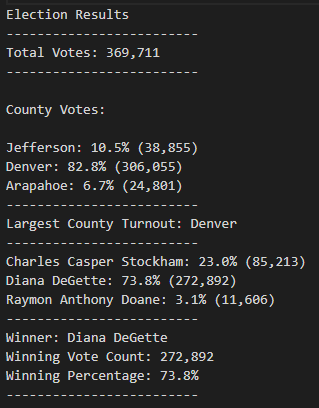 Election Results
-------------------------
Total Votes: 369,711
-------------------------
County Votes:
Jefferson: 10.5% (38,855)
Denver: 82.8% (306,055)
Arapahoe: 6.7% (24,801)
-------------------------
Largest County Turnout: Denver
-------------------------
Charles Casper Stockham: 23.0% (85,213)
Diana DeGette: 73.8% (272,892)
Raymon Anthony Doane: 3.1% (11,606)
-------------------------
Winner: Diana DeGette
Winning Vote Count: 272,892
Winning Percentage: 73.8%
-------------------------